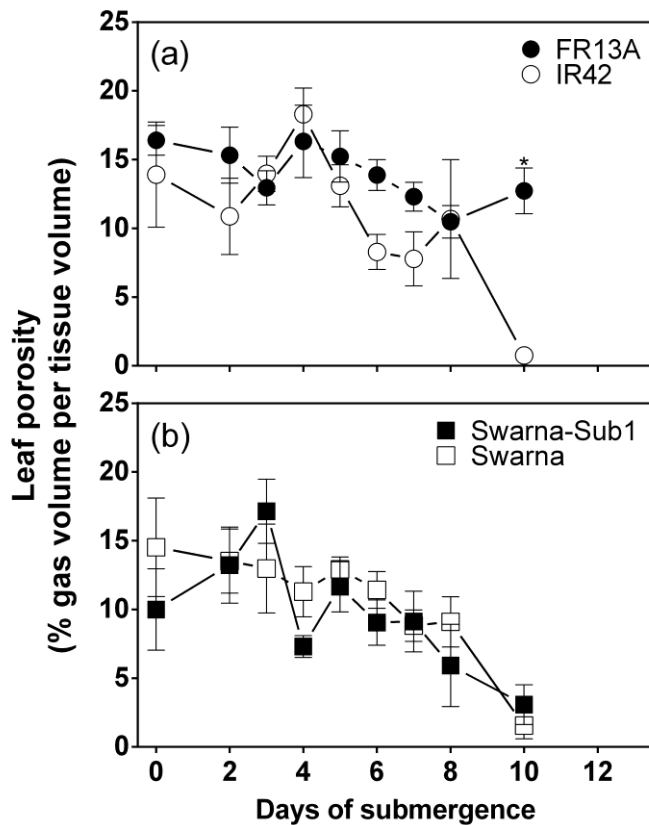 25
20
15
10
5
0
(a)
FR13A
IR42
*
25
20
15
10
5
0
(b)
Swarna-Sub1
Swarna
0 2 4 6 8 10 12
Days of submergence
Leaf porosity
(% gas volume per tissue volume)